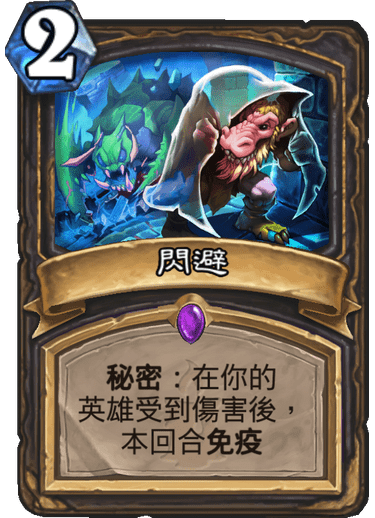 2
閃避
秘密：在你的
英雄受到傷害後，
本回合免疫